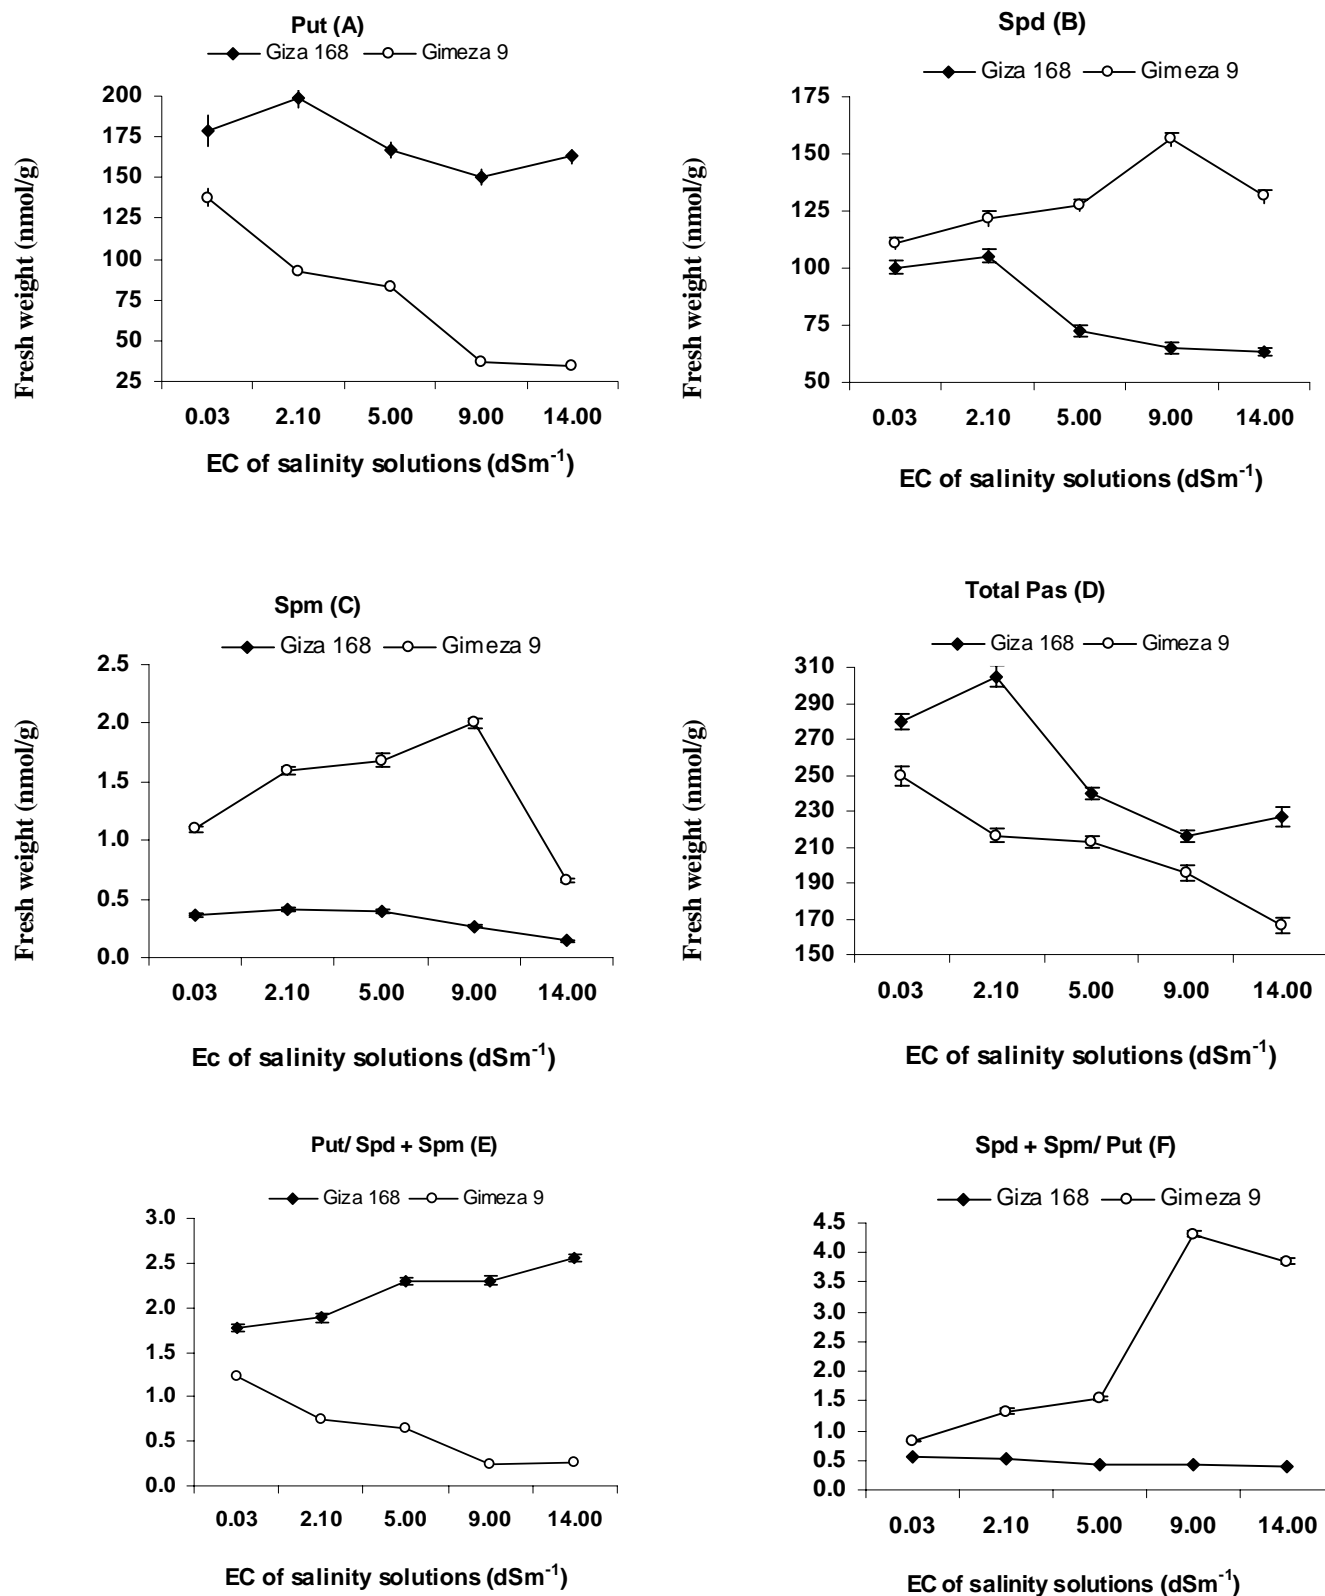 Put (A)
Giza 168 Gimeza 9
200
175
150
125
100
75
50
25
Fresh weight (nmol/g)
0.03 2.10 5.00 9.00 14.00
EC of salinity solutions (dSm-1)
Spd (B)
Giza 168 Gimeza 9
175
150
125
100
75
50
Fresh weight (nmol/g)
0.03 2.10 5.00 9.00 14.00
EC of salinity solutions (dSm-1)
Spm (C)
Giza 168 Gimeza 9
2.5
2.0
1.5
1.0
0.5
0.0
Fresh weight (nmol/g)
0.03 2.10 5.00 9.00 14.00
Ec of salinity solutions (dSm-1)
Total Pas (D)
Giza 168 Gimeza 9
310
290
270
250
230
210
190
170
150
Fresh weight (nmol/g)
0.03 2.10 5.00 9.00 14.00
EC of salinity solutions (dSm-1)
Put/ Spd + Spm (E)
Giza 168 Gimeza 9
3.0
2.5
2.0
1.5
1.0
0.5
0.0
0.03 2.10 5.00 9.00 14.00
EC of salinity solutions (dSm-1)
Spd + Spm/ Put (F)
Giza 168 Gimeza 9
4.5
4.0
3.5
3.0
2.5
2.0
1.5
1.0
0.5
0.0
0.03 2.10 5.00 9.00 14.00
EC of salinity solutions (dSm-1)